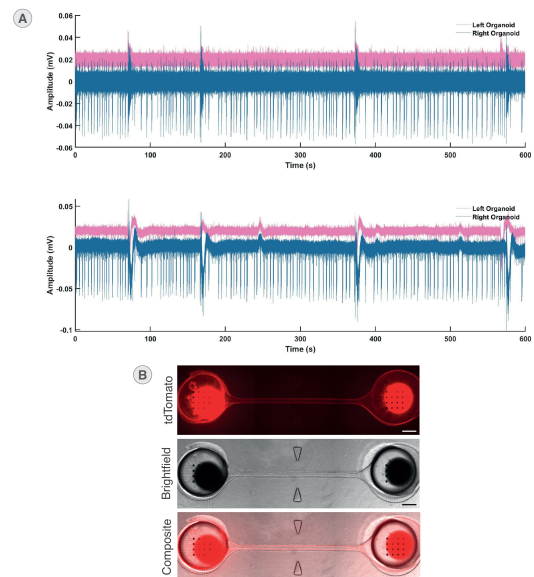 A
0.06
0.04
0.02
0
-0.02
-0.04
-0.06
Amplitude (mV)
Left Organoid
Right Organoid
0 100 200 300 400 500 600
Time (s)
0.05
0
-0.05
-0.1
Amplitude (mV)
Left Organoid
Right Organoid
0 100 200 300 400 500 600
Time (s)
B
tdTomato
Brightfield
Composite